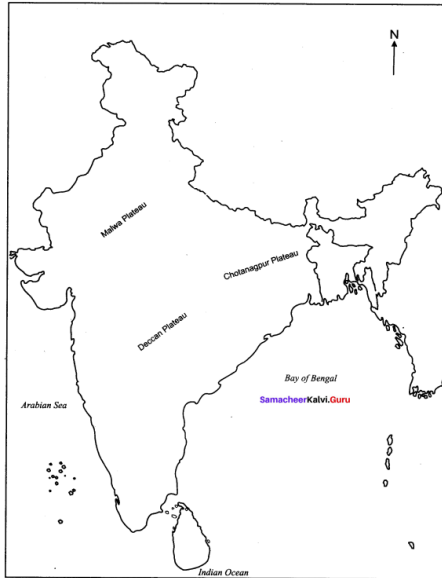 N
Malwa Plateau
Chotanagpur Plateau
Deccan Plateau
Bay of Bengal
SamacheerKalvi.Guru
Arabian Sea
Indian Ocean